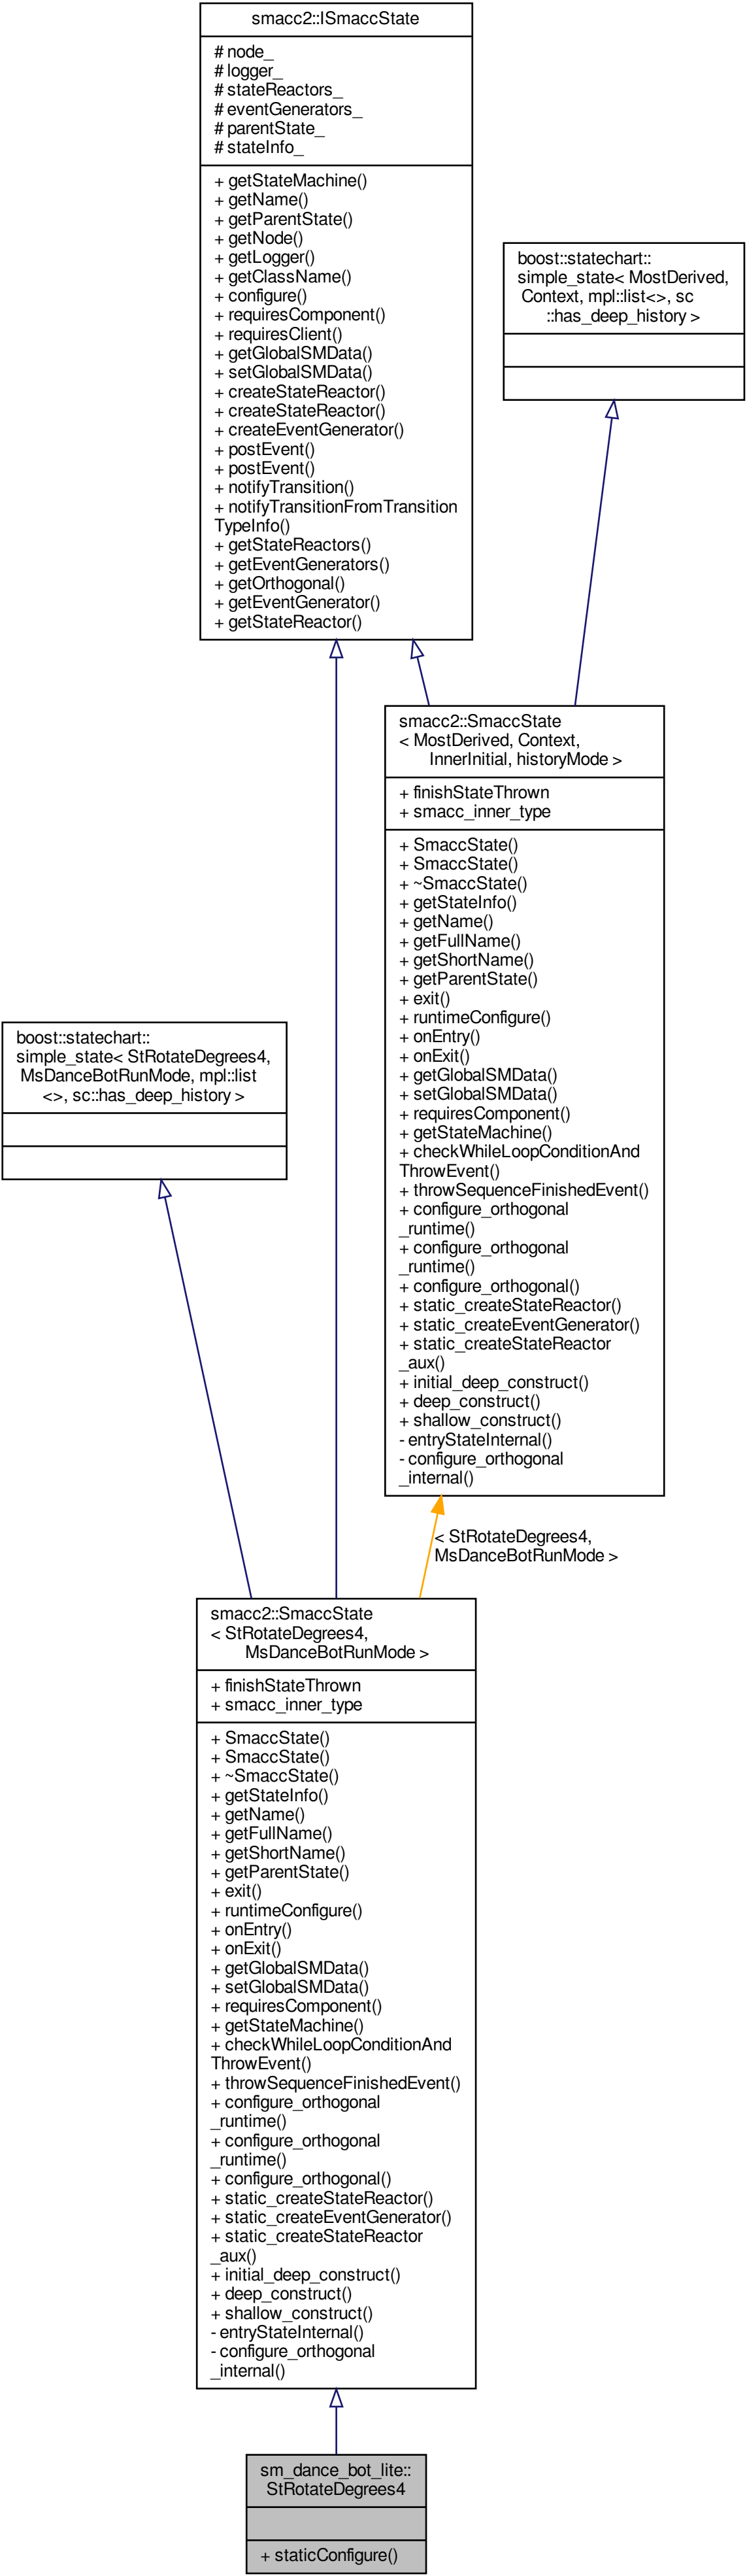 smacc2::ISmaccState
# node_
# logger_
# stateReactors_
# eventGenerators_
# parentState_
# stateInfo_
+ getStateMachine()
+ getName()
+ getParentState()
+ getNode()
+ getLogger()
+ getClassName()
+ configure()
+ requiresComponent()
+ requiresClient()
+ getGlobalSMData()
+ setGlobalSMData()
+ createStateReactor()
+ createStateReactor()
+ createEventGenerator()
+ postEvent()
+ postEvent()
+ notifyTransition()
+ notifyTransitionFromTransition
TypeInfo()
+ getStateReactors()
+ getEventGenerators()
+ getOrthogonal()
+ getEventGenerator()
+ getStateReactor()
boost::statechart::
simple_state< MostDerived,
Context, mpl::list<>, sc
::has_deep_history >
smacc2::SmaccState
< MostDerived, Context,
InnerInitial, historyMode >
+ finishStateThrown
+ smacc_inner_type
+ SmaccState()
+ SmaccState()
+ ~SmaccState()
+ getStateInfo()
+ getName()
+ getFullName()
+ getShortName()
+ getParentState()
+ exit()
+ runtimeConfigure()
+ onEntry()
+ onExit()
+ getGlobalSMData()
+ setGlobalSMData()
+ requiresComponent()
+ getStateMachine()
+ checkWhileLoopConditionAnd
ThrowEvent()
+ throwSequenceFinishedEvent()
+ configure_orthogonal
_runtime()
+ configure_orthogonal
_runtime()
+ configure_orthogonal()
+ static_createStateReactor()
+ static_createEventGenerator()
+ static_createStateReactor
_aux()
+ initial_deep_construct()
+ deep_construct()
+ shallow_construct()
- entryStateInternal()
- configure_orthogonal
_internal()
boost::statechart::
simple_state< StRotateDegrees4,
MsDanceBotRunMode, mpl::list
<>, sc::has_deep_history >
< StRotateDegrees4,
MsDanceBotRunMode >
smacc2::SmaccState
< StRotateDegrees4,
MsDanceBotRunMode >
+ finishStateThrown
+ smacc_inner_type
+ SmaccState()
+ SmaccState()
+ ~SmaccState()
+ getStateInfo()
+ getName()
+ getFullName()
+ getShortName()
+ getParentState()
+ exit()
+ runtimeConfigure()
+ onEntry()
+ onExit()
+ getGlobalSMData()
+ setGlobalSMData()
+ requiresComponent()
+ getStateMachine()
+ checkWhileLoopConditionAnd
ThrowEvent()
+ throwSequenceFinishedEvent()
+ configure_orthogonal
_runtime()
+ configure_orthogonal
_runtime()
+ configure_orthogonal()
+ static_createStateReactor()
+ static_createEventGenerator()
+ static_createStateReactor
_aux()
+ initial_deep_construct()
+ deep_construct()
+ shallow_construct()
- entryStateInternal()
- configure_orthogonal
_internal()
sm_dance_bot_lite::
StRotateDegrees4
+ staticConfigure()